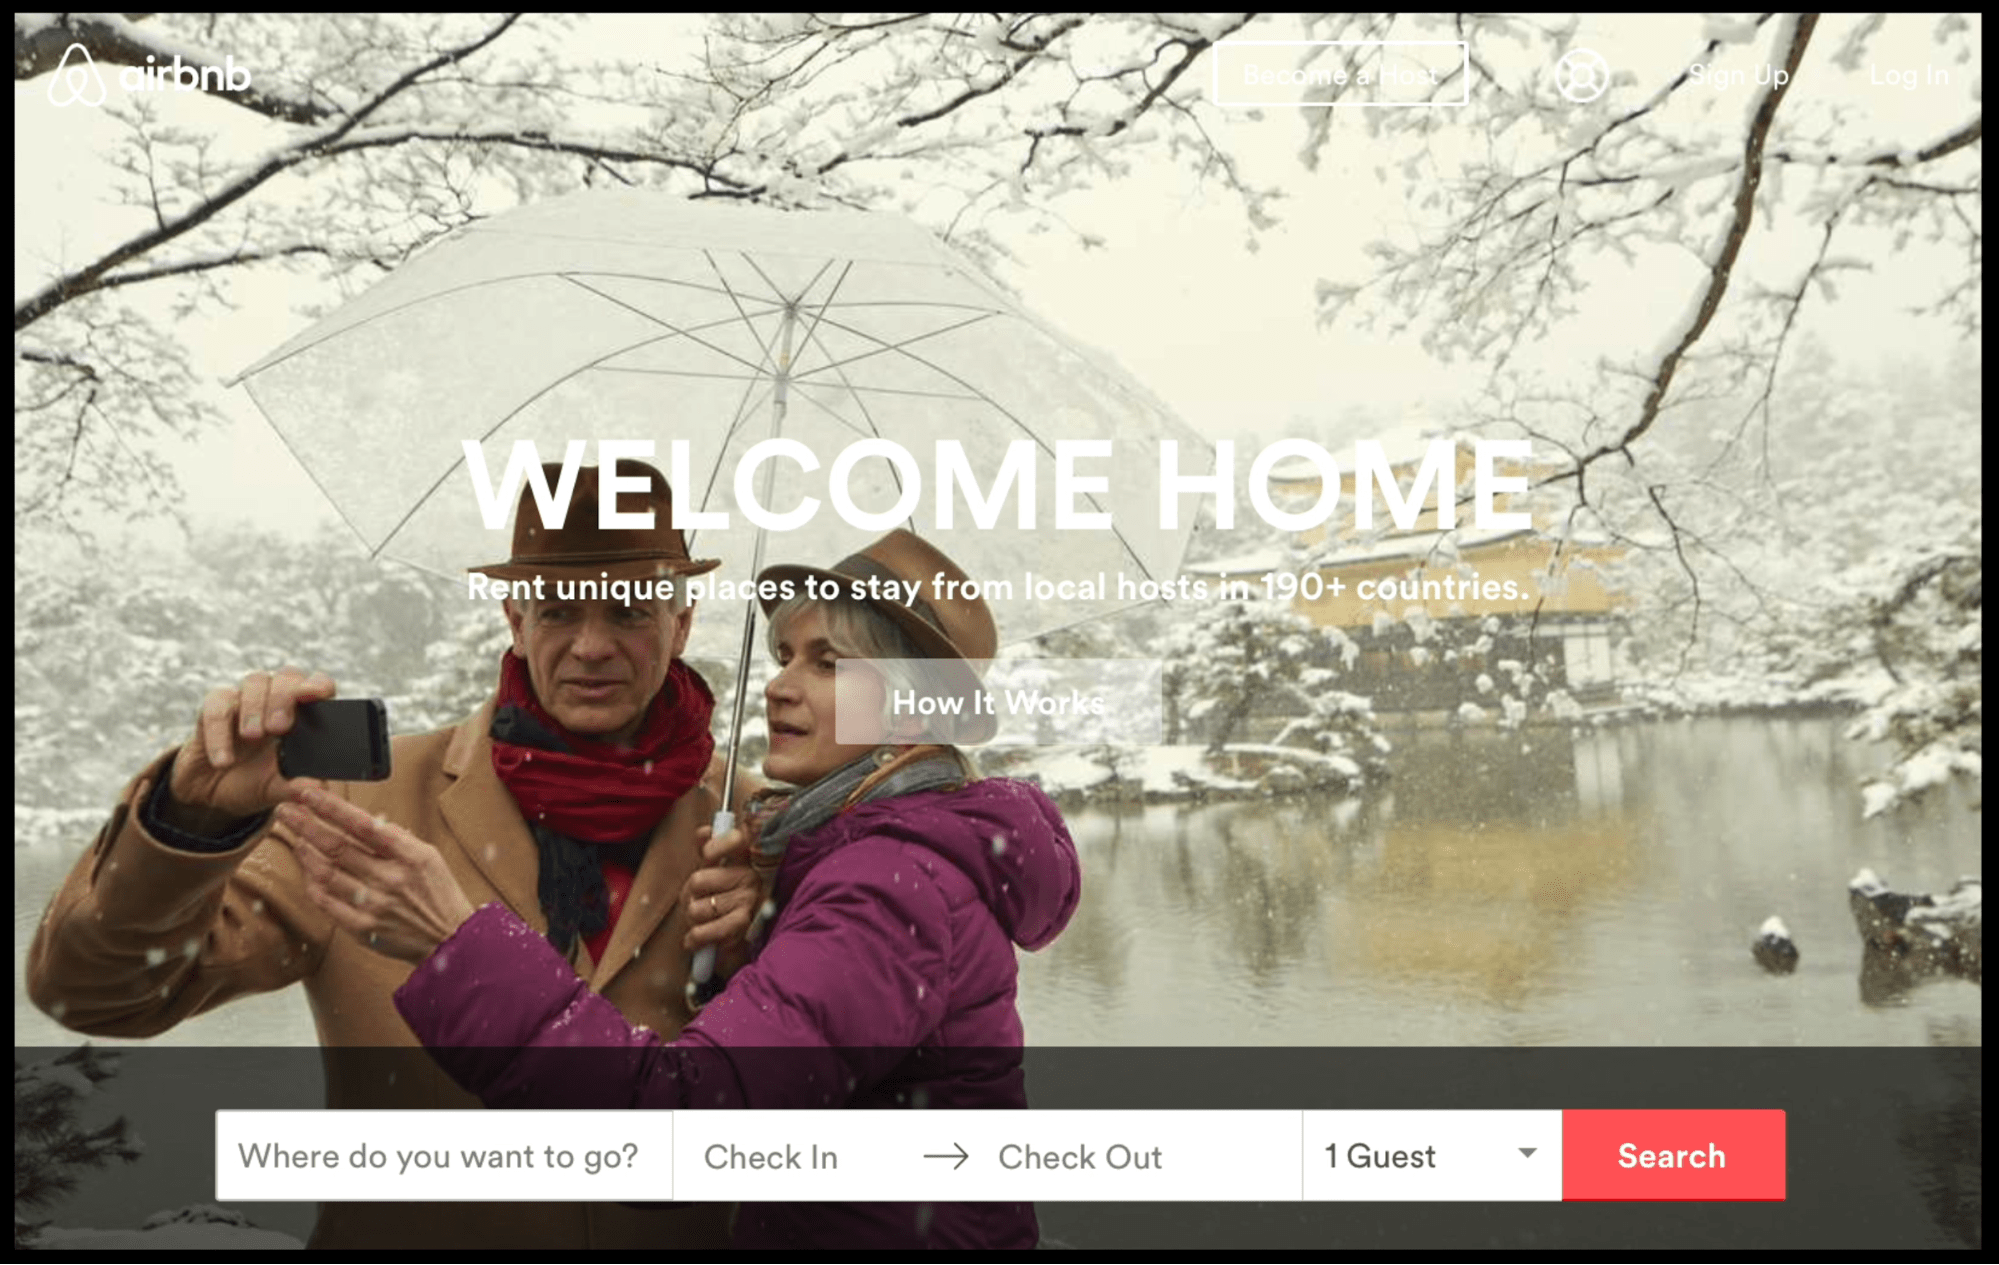 airbnb
Become a Host
Sign Up
Log In
WELCOME HOME
Rent unique places to stay from local hosts in 190+ countries.
How It Works
Where do you want to go?
Check In
Check Out
1 Guest
Search